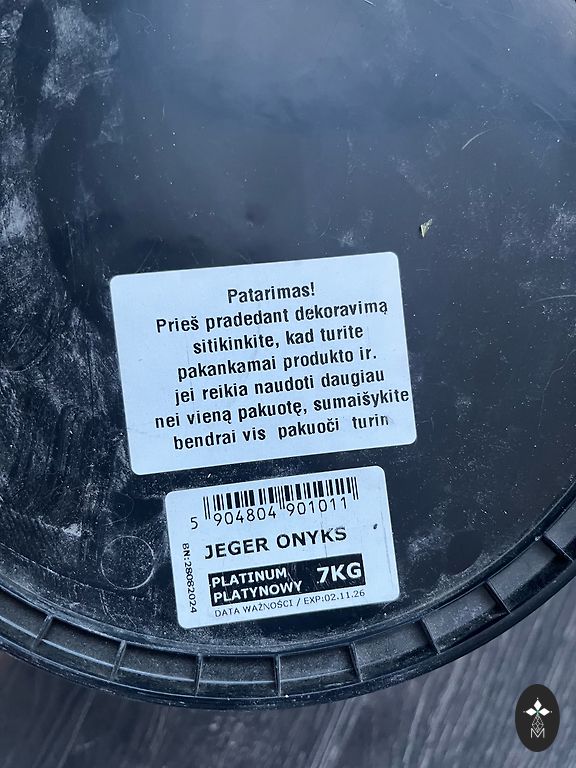 Patarimas!
Prieš pradedant dekoravimą
sitikinkite, kad turite
pakankamai produkto ir.
jei reikia naudoti daugiau
nei vieną pakuotę, sumaišykite
bendrai vis pakuoči turin
5 904804 901011
JEGER ONYKS
BN:28062024
PLATINUM
PLATYNOWY 7KG
DATA WAŻNOŚCI / EXP:02.11.26
M